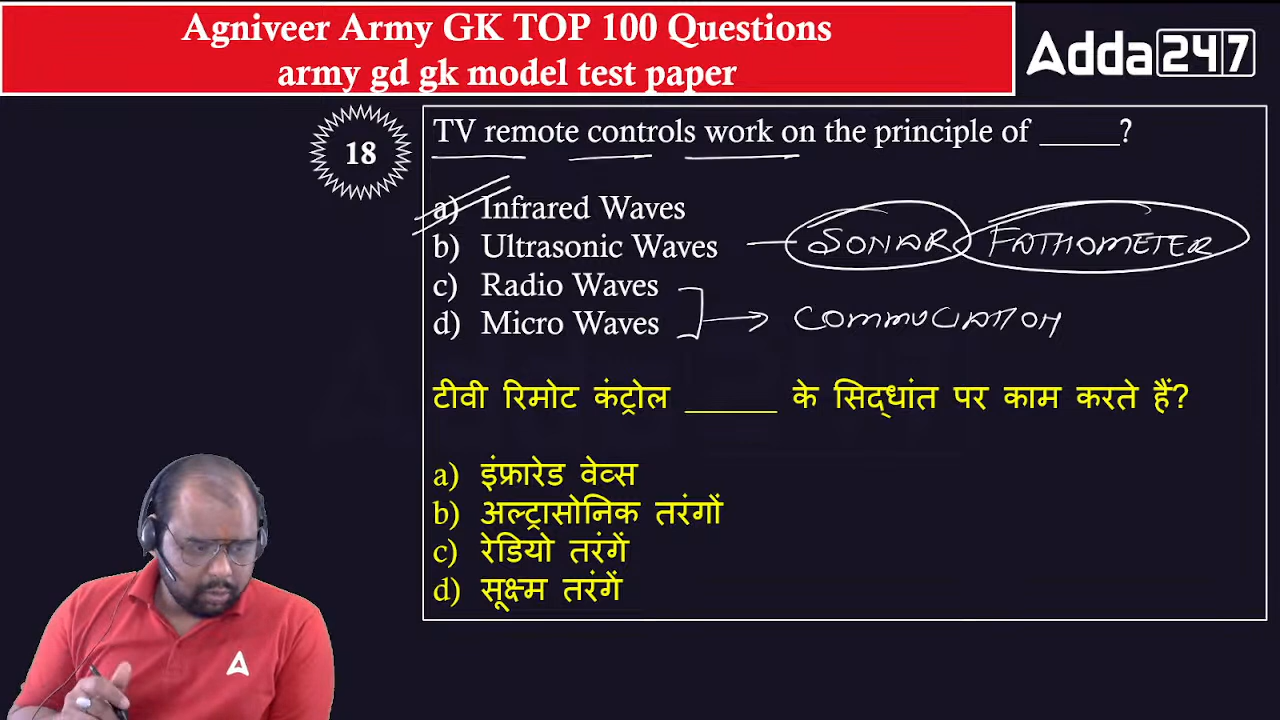 Agniveer Army GK TOP 100 Questions
army gd gk model test paper
Adda247
18
TV remote controls work on the principle of _____?
a) Infrared Waves
b) Ultrasonic Waves — SONAR FATHOMETER
c) Radio Waves
d) Micro Waves → COMMUCIATION
टीवी रिमोट कंट्रोल _____ के सिद्धांत पर काम करते हैं?
a) इंफ्रारेड वेव्स
b) अल्ट्रासोनिक तरंगों
c) रेडियो तरंगें
d) सूक्ष्म तरंगें